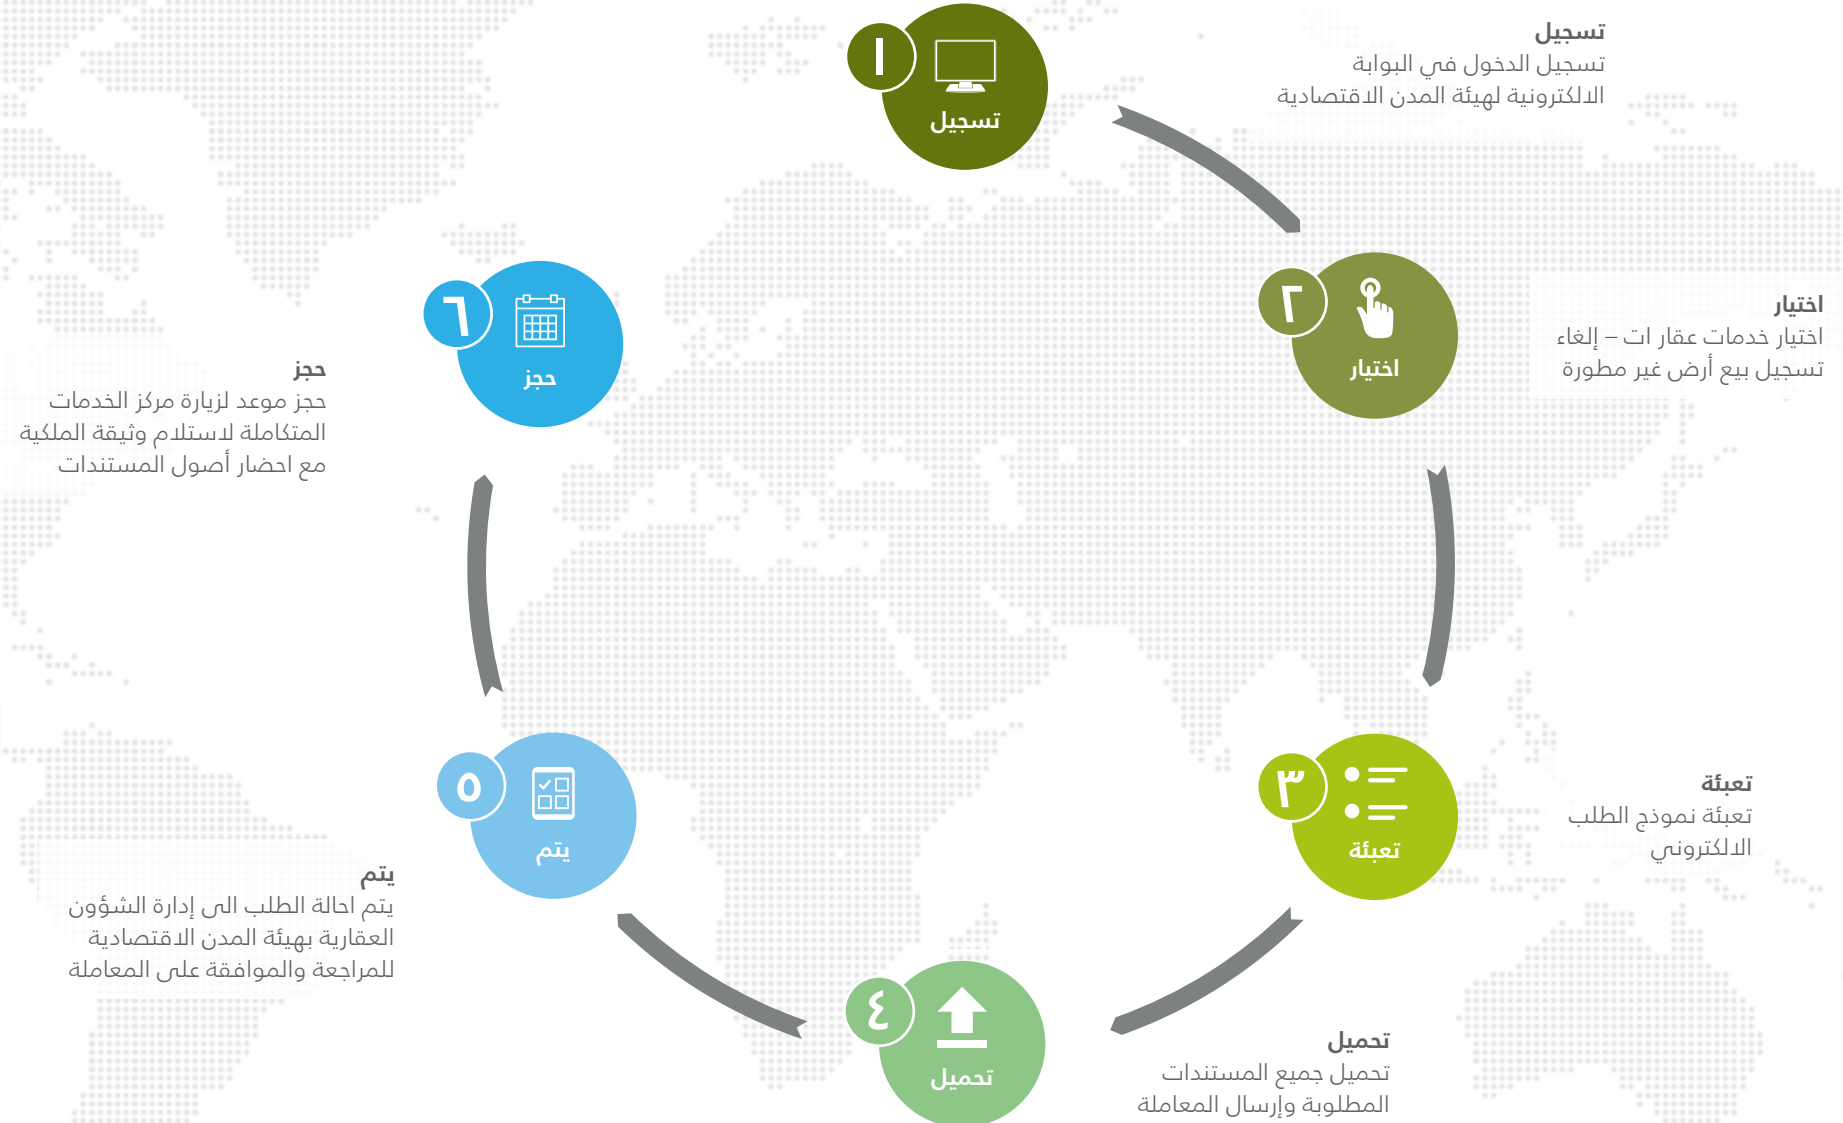 ١
تسجيل
تسجيل
تسجيل الدخول في البوابة
الالكترونية لهيئة المدن الاقتصادية
٢
اختيار
اختيار
اختيار خدمات عقار ات – إلغاء
تسجيل بيع أرض غير مطورة
٣
تعبئة
تعبئة
تعبئة نموذج الطلب
الالكتروني
٤
تحميل
تحميل
تحميل جميع المستندات
المطلوبة وإرسال المعاملة
٥
يتم
يتم
يتم احالة الطلب الى إدارة الشؤون
العقارية بهيئة المدن الاقتصادية
للمراجعة والموافقة على المعاملة
٦
حجز
حجز
حجز موعد لزيارة مركز الخدمات
المتكاملة لاستلام وثيقة الملكية
مع احضار أصول المستندات